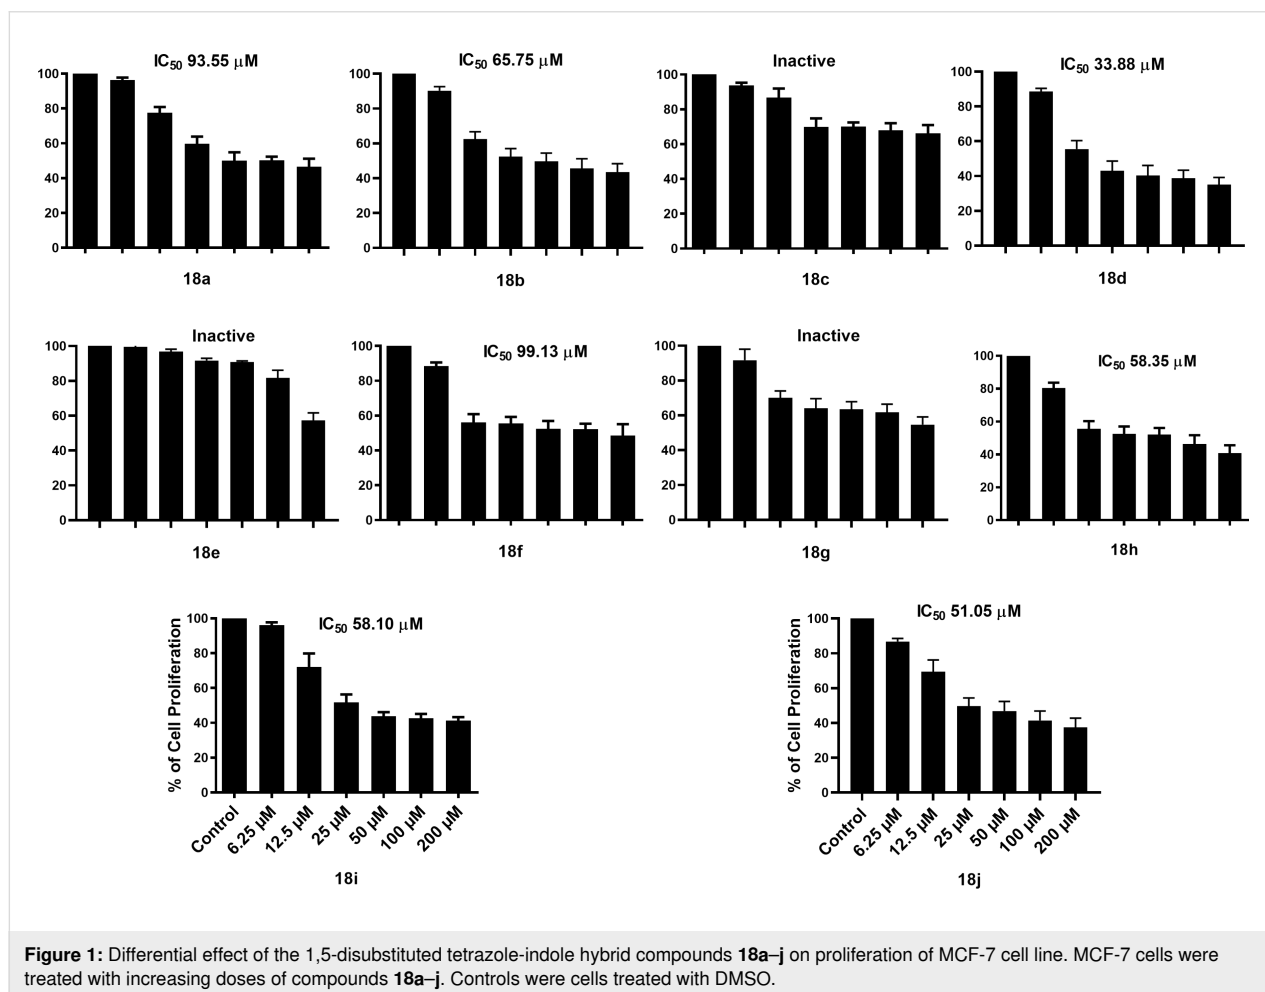 IC50 93.55 μM
100
80
60
40
20
0
18a
IC50 65.75 μM
100
80
60
40
20
0
18b
Inactive
100
80
60
40
20
0
18c
IC50 33.88 μM
100
80
60
40
20
0
18d
Inactive
100
80
60
40
20
0
18e
IC50 99.13 μM
100
80
60
40
20
0
18f
Inactive
100
80
60
40
20
0
18g
IC50 58.35 μM
100
80
60
40
20
0
18h
IC50 58.10 μM
% of Cell Proliferation
100
80
60
40
20
0
Control
6.25 μM
12.5 μM
25 μM
50 μM
100 μM
200 μM
18i
IC50 51.05 μM
% of Cell Proliferation
100
80
60
40
20
0
Control
6.25 μM
12.5 μM
25 μM
50 μM
100 μM
200 μM
18j
Figure 1: Differential effect of the 1,5-disubstituted tetrazole-indole hybrid compounds 18a–j on proliferation of MCF-7 cell line. MCF-7 cells were
treated with increasing doses of compounds 18a–j. Controls were cells treated with DMSO.